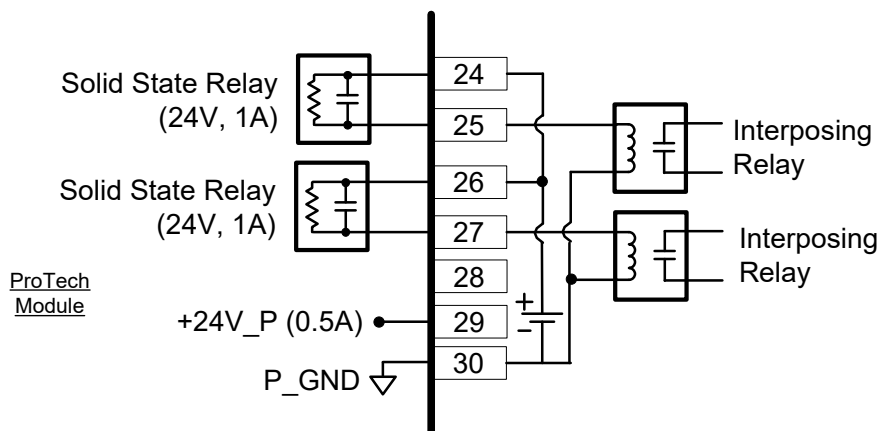 Solid State Relay
(24V, 1A)
24
25
Interposing
Relay
Solid State Relay
(24V, 1A)
26
27
Interposing
Relay
28
ProTech
Module
+24V_P (0.5A)
29
+
-
P_GND
30